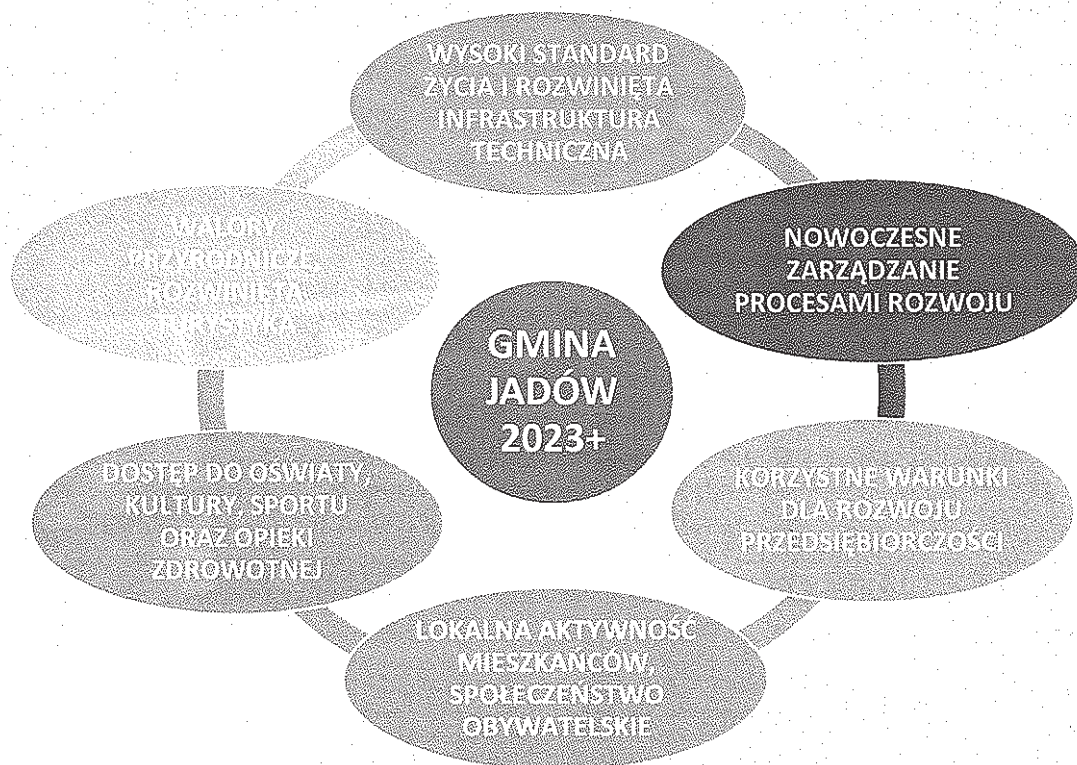 WYSOKI STANDARD
ŻYCIA I ROZWINIĘTA
INFRASTRUKTURA
TECHNICZNA
NOWOCZESNE
ZARZĄDZANIE
PROCESAMI ROZWOJU
KORZYSTNE WARUNKI
DLA ROZWOJU
PRZEDSIĘBIORCZOŚCI
LOKALNA AKTYWNOŚĆ
MIESZKAŃCÓW,
SPOŁECZEŃSTWO
OBYWATELSKIE
DOSTĘP DO OŚWIATY,
KULTURY, SPORTU
ORAZ OPIEKI
ZDROWOTNEJ
WALORY
PRZYRODNICZE
ROZWINIĘTA
TURYSTYKA
GMINA
JADÓW
2023+